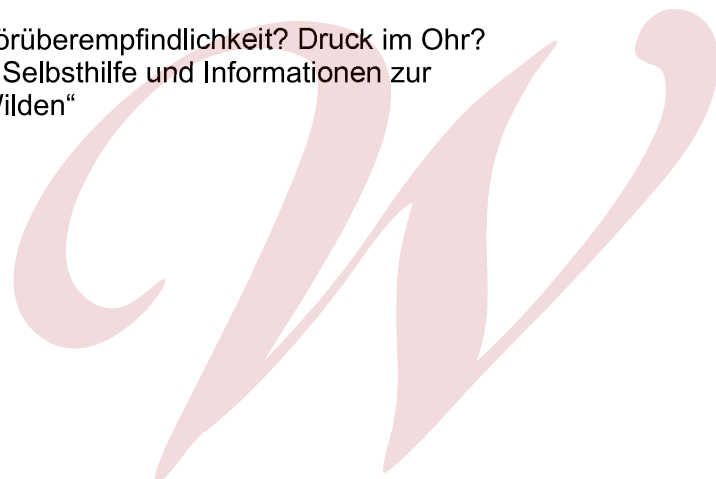 örüberempfindlichkeit? Druck im Ohr?
Selbsthilfe und Informationen zur
ilden“
W